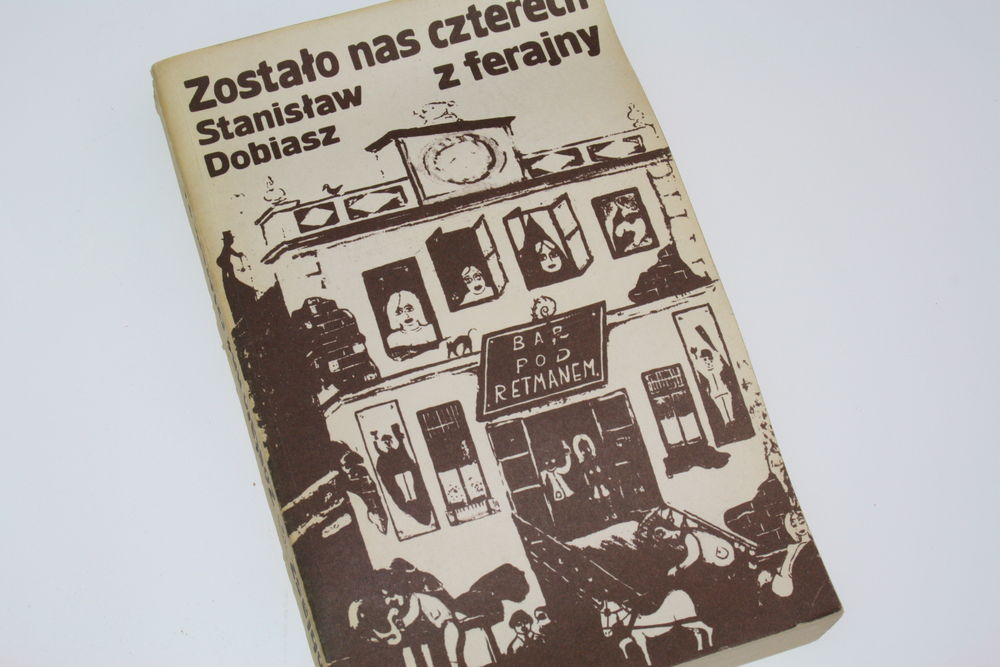 Zostało nas czterech
z ferajny
Stanisław
Dobiasz
BAR
POD
RETMANEM.